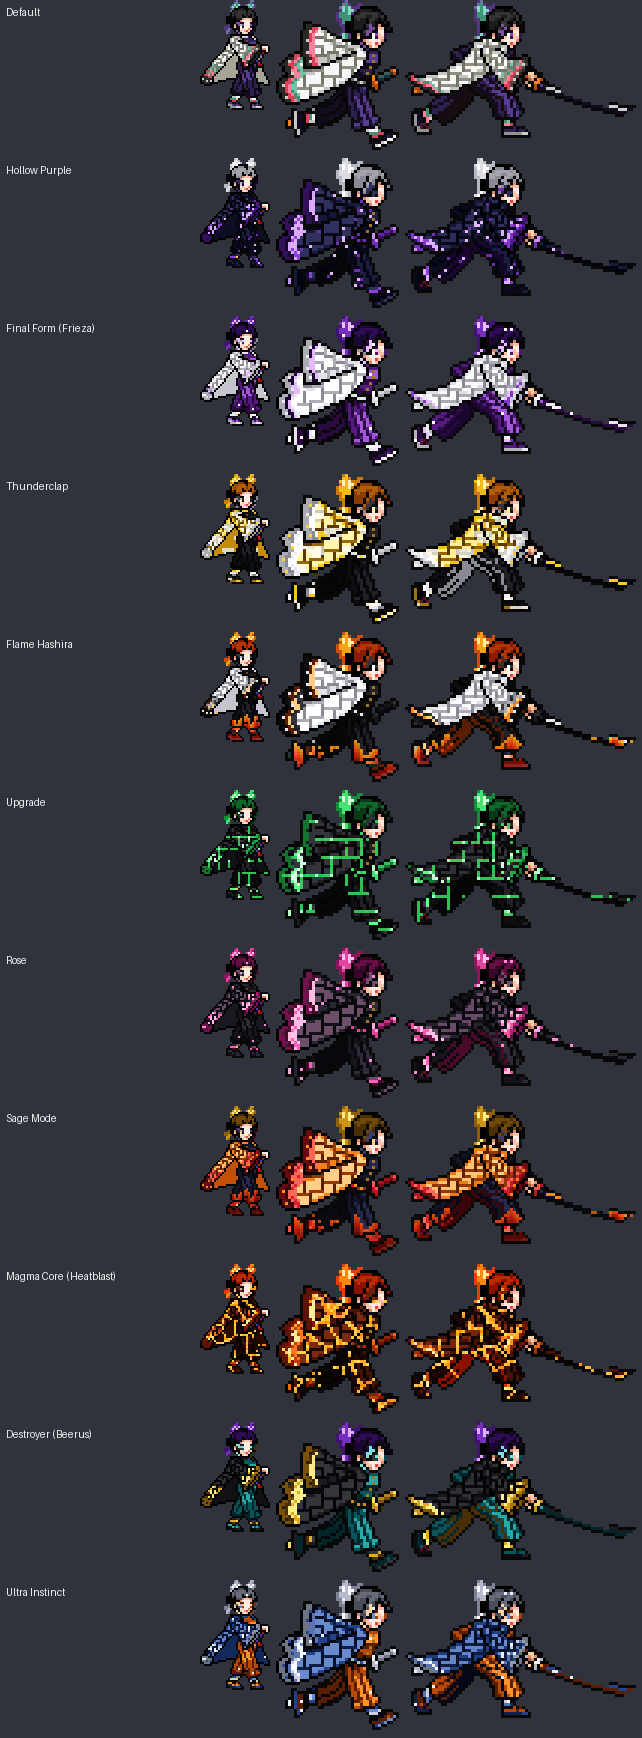 Default
Hollow Purple
Final Form (Frieza)
Thunderclap
Flame Hashira
Upgrade
Rose
Sage Mode
Magma Core (Heatblast)
Destroyer (Beerus)
Ultra Instinct